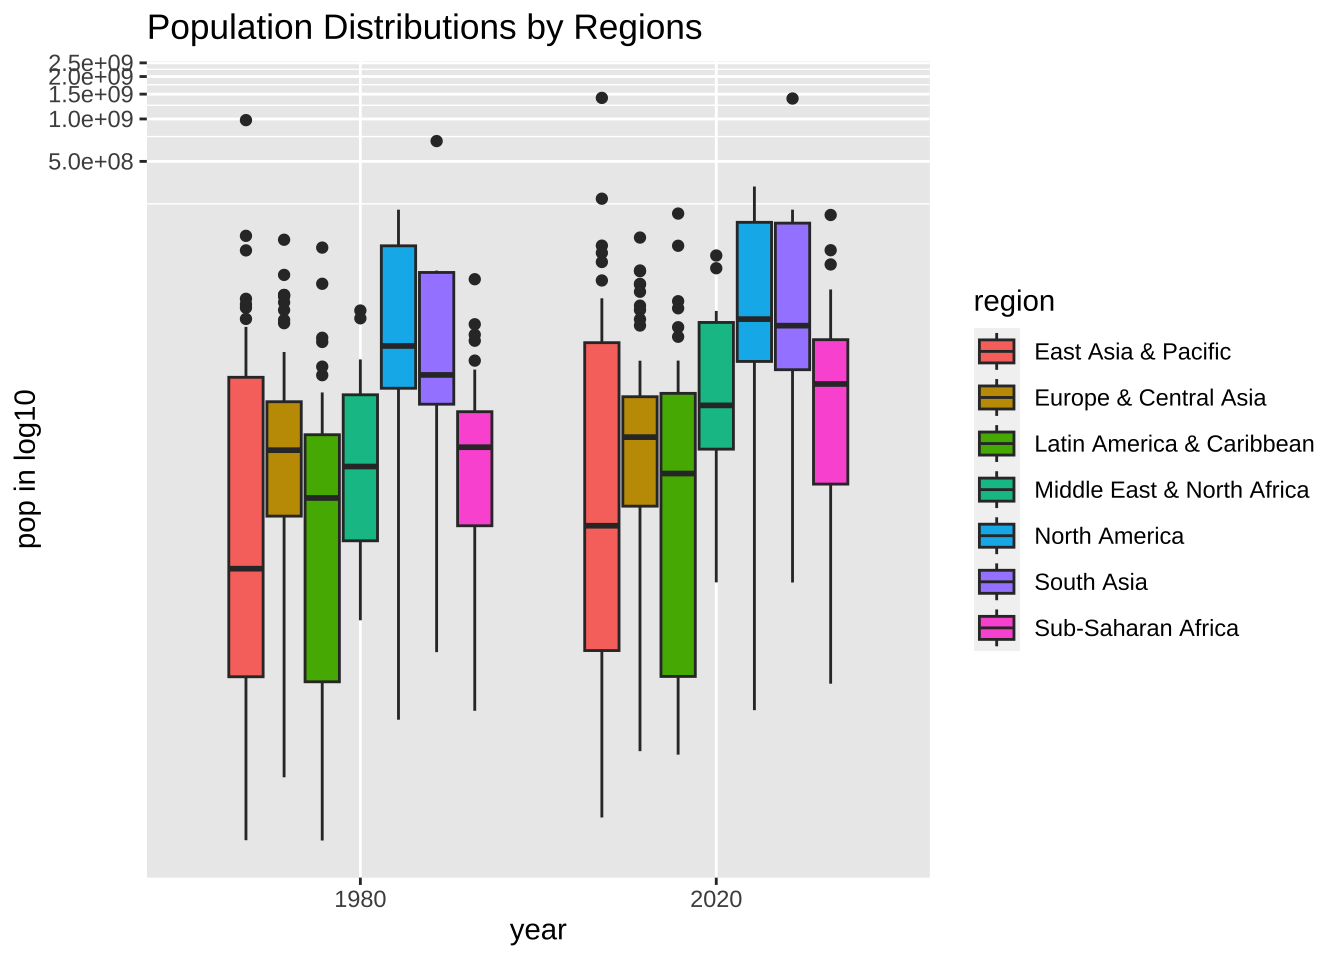 Population Distributions by Regions
2.5e+09
2.0e+09
1.5e+09
1.0e+09
5.0e+08
pop in log10
1980
2020
year
region
East Asia & Pacific
Europe & Central Asia
Latin America & Caribbean
Middle East & North Africa
North America
South Asia
Sub-Saharan Africa